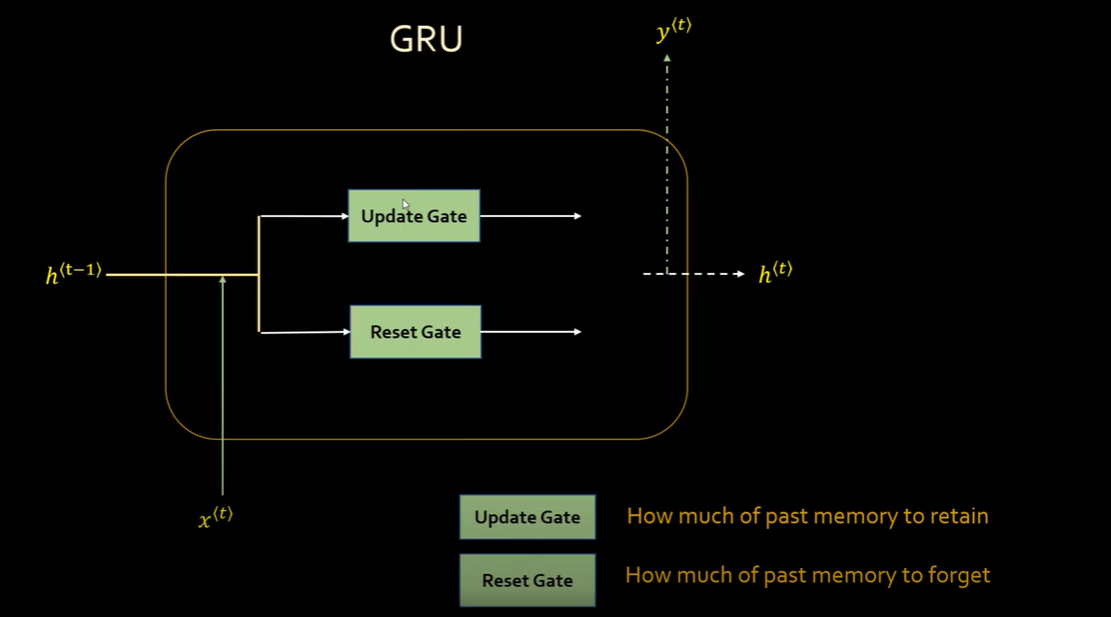 GRU
y⟨t⟩
Update Gate
h⟨t−1⟩
h⟨t⟩
Reset Gate
x⟨t⟩
Update Gate How much of past memory to retain
Reset Gate How much of past memory to forget